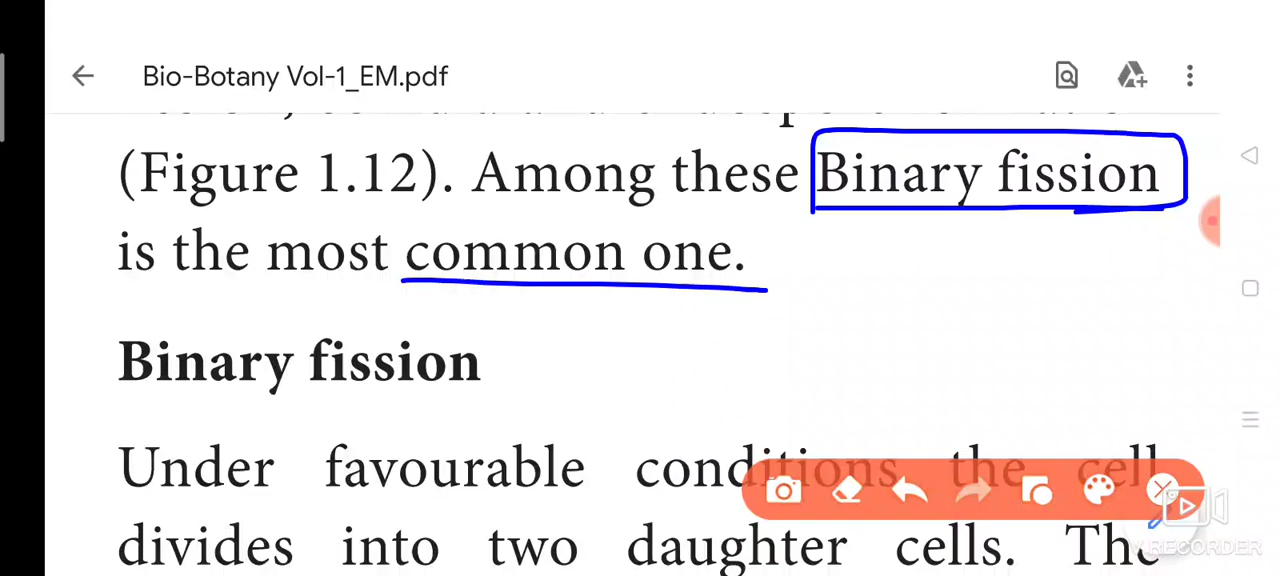 Bio-Botany Vol-1_EM.pdf
(Figure 1.12). Among these Binary fission
is the most common one.
Binary fission
Under favourable conditions the cell
divides into two daughter cells. The